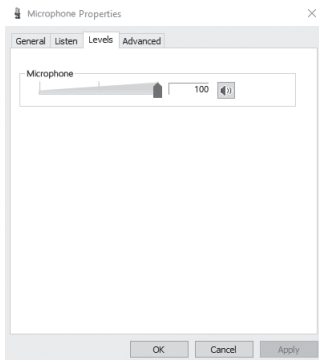 Microphone Properties
General Listen Levels Advanced
Microphone
100
OK Cancel Apply